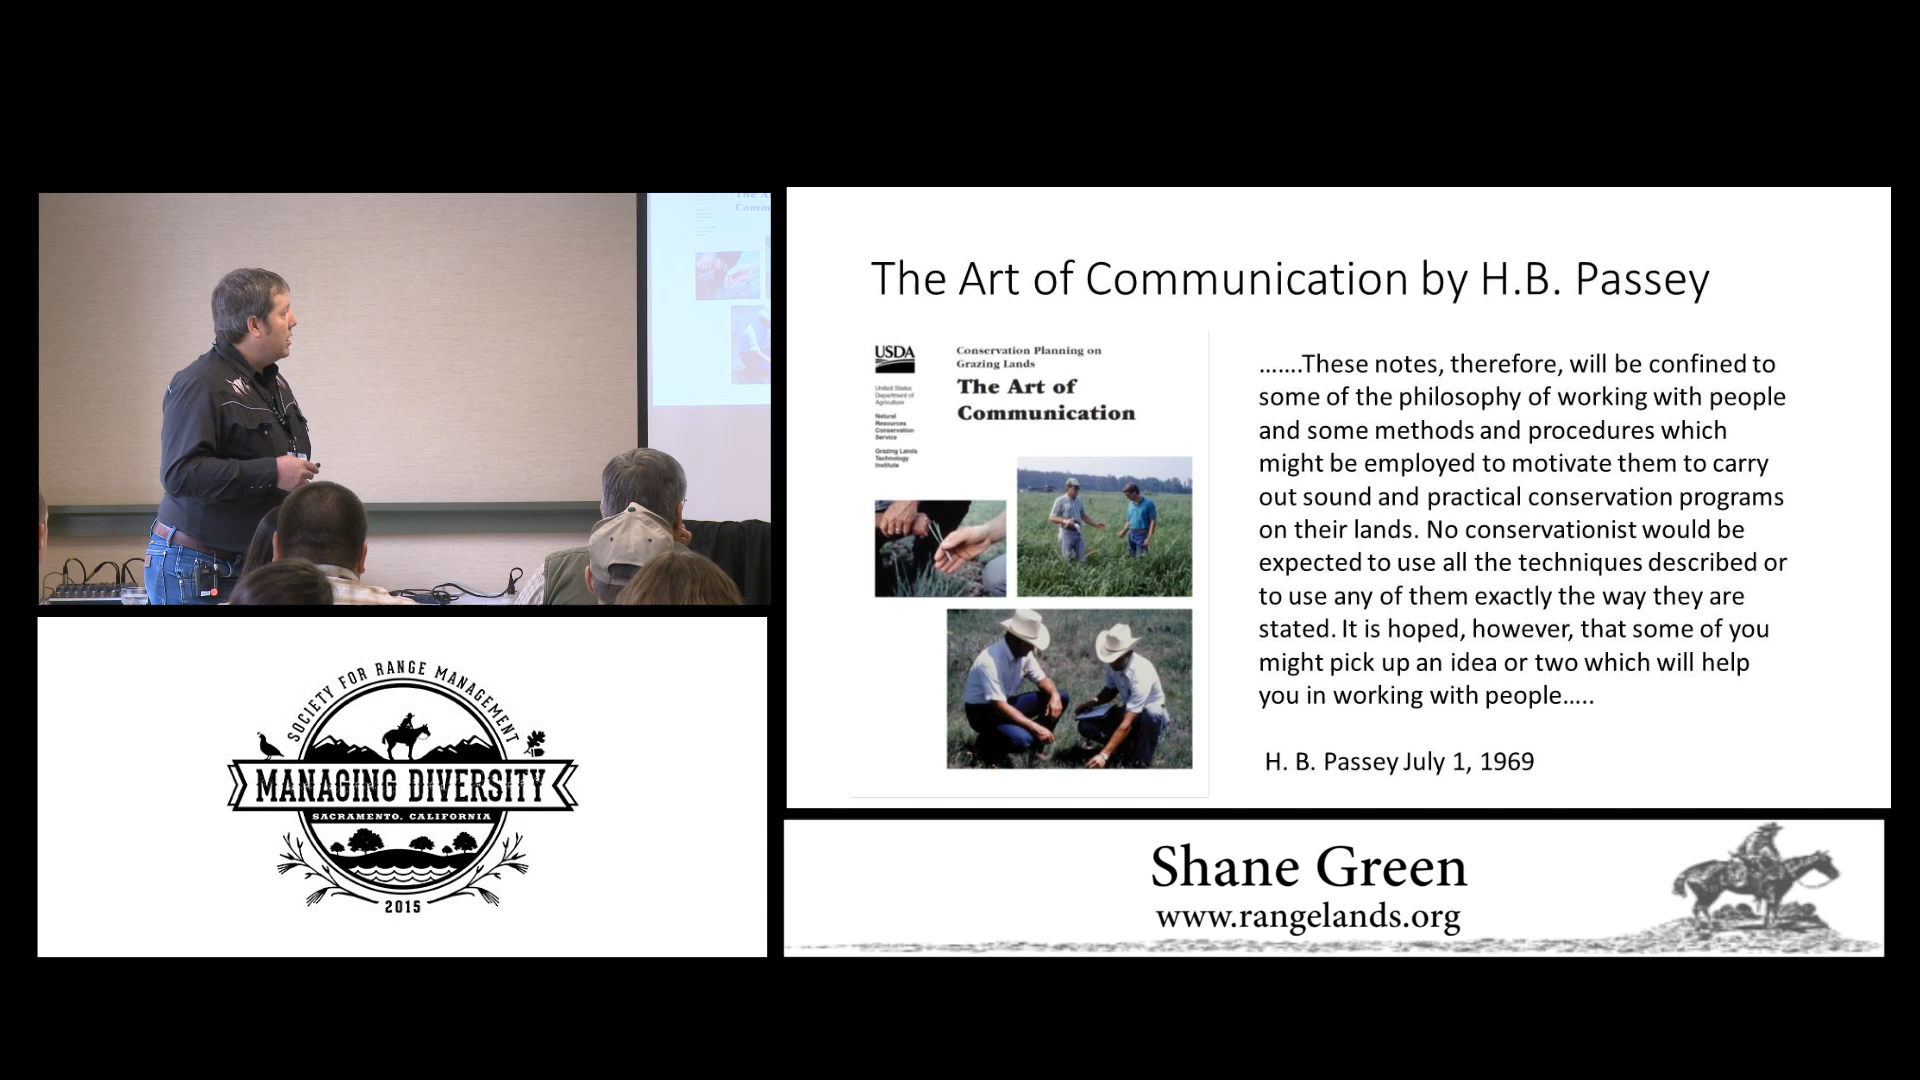 The A
Comm
The Art of Communication by H.B. Passey
USDA
United States
Department of
Agriculture
Natural
Resources
Conservation
Service
Grazing Lands
Technology
Institute
Conservation Planning on
Grazing Lands
The Art of
Communication
.......These notes, therefore, will be confined to
some of the philosophy of working with people
and some methods and procedures which
might be employed to motivate them to carry
out sound and practical conservation programs
on their lands. No conservationist would be
expected to use all the techniques described or
to use any of them exactly the way they are
stated. It is hoped, however, that some of you
might pick up an idea or two which will help
you in working with people.....
H. B. Passey July 1, 1969
SOCIETY FOR RANGE MANAGEMENT
MANAGING DIVERSITY
SACRAMENTO, CALIFORNIA
2015
Shane Green
www.rangelands.org